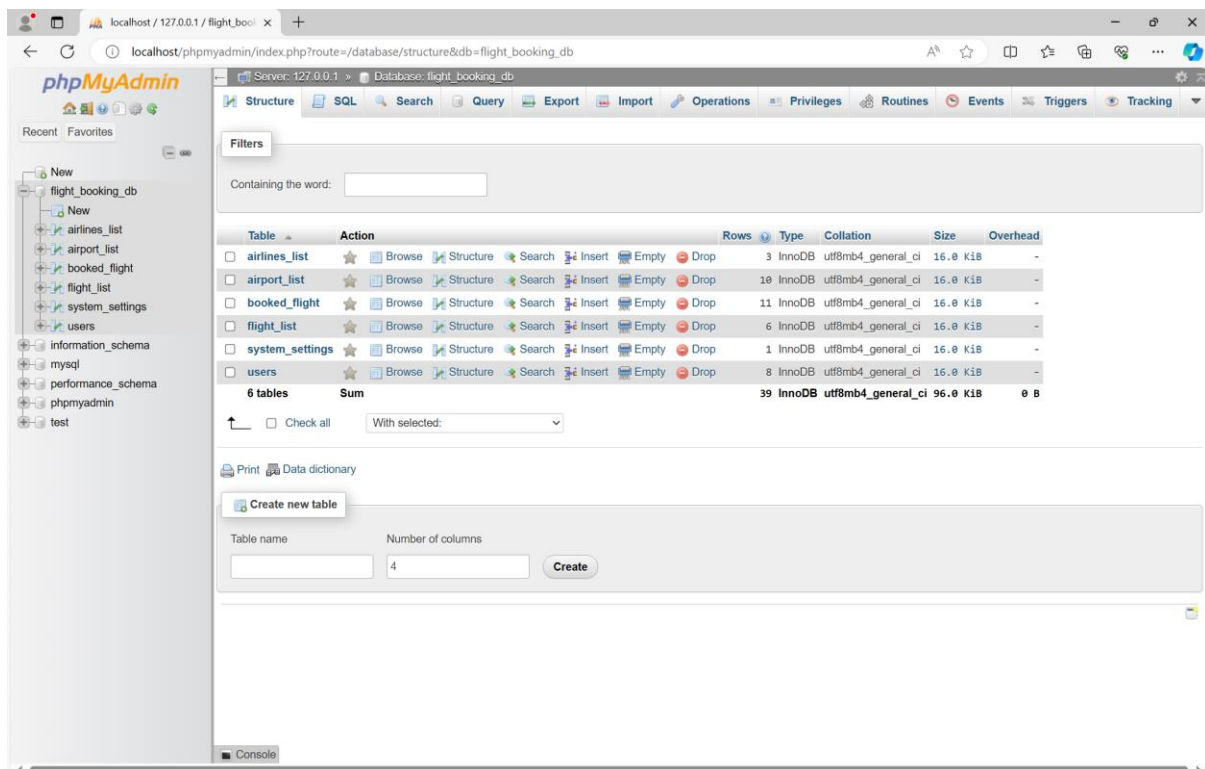 localhost / 127.0.0.1 / flight_bool
localhost/phpmyadmin/index.php?route=/database/structure&db=flight_booking_db
phpMyAdmin
Recent Favorites
New
flight_booking_db
New
airlines_list
airport_list
booked_flight
flight_list
system_settings
users
information_schema
mysql
performance_schema
phpmyadmin
test
Server: 127.0.0.1 » Database: flight_booking_db
Structure SQL Search Query Export Import Operations Privileges Routines Events Triggers Tracking
Filters
Containing the word:
Table Action Rows Type Collation Size Overhead
airlines_list Browse Structure Search Insert Empty Drop 3 InnoDB utf8mb4_general_ci 16.0 KiB -
airport_list Browse Structure Search Insert Empty Drop 10 InnoDB utf8mb4_general_ci 16.0 KiB -
booked_flight Browse Structure Search Insert Empty Drop 11 InnoDB utf8mb4_general_ci 16.0 KiB -
flight_list Browse Structure Search Insert Empty Drop 6 InnoDB utf8mb4_general_ci 16.0 KiB -
system_settings Browse Structure Search Insert Empty Drop 1 InnoDB utf8mb4_general_ci 16.0 KiB -
users Browse Structure Search Insert Empty Drop 8 InnoDB utf8mb4_general_ci 16.0 KiB -
6 tables Sum 39 InnoDB utf8mb4_general_ci 96.0 KiB 0 B
Check all With selected:
Print Data dictionary
Create new table
Table name Number of columns
4 Create
Console